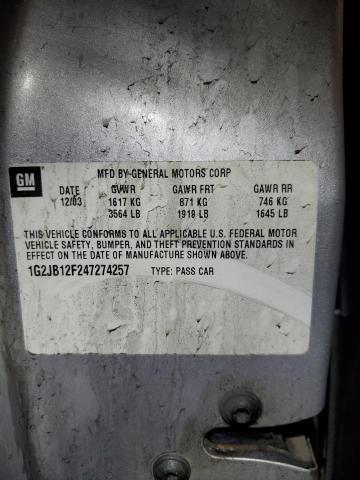 GM
MFD BY GENERAL MOTORS CORP
DATE GVWR GAWR FRT GAWR RR
12/03 1617 KG 871 KG 746 KG
3564 LB 1919 LB 1645 LB
THIS VEHICLE CONFORMS TO ALL APPLICABLE U.S. FEDERAL MOTOR
VEHICLE SAFETY, BUMPER, AND THEFT PREVENTION STANDARDS IN
EFFECT ON THE DATE OF MANUFACTURE SHOWN ABOVE.
1G2JB12F247274257 TYPE: PASS CAR